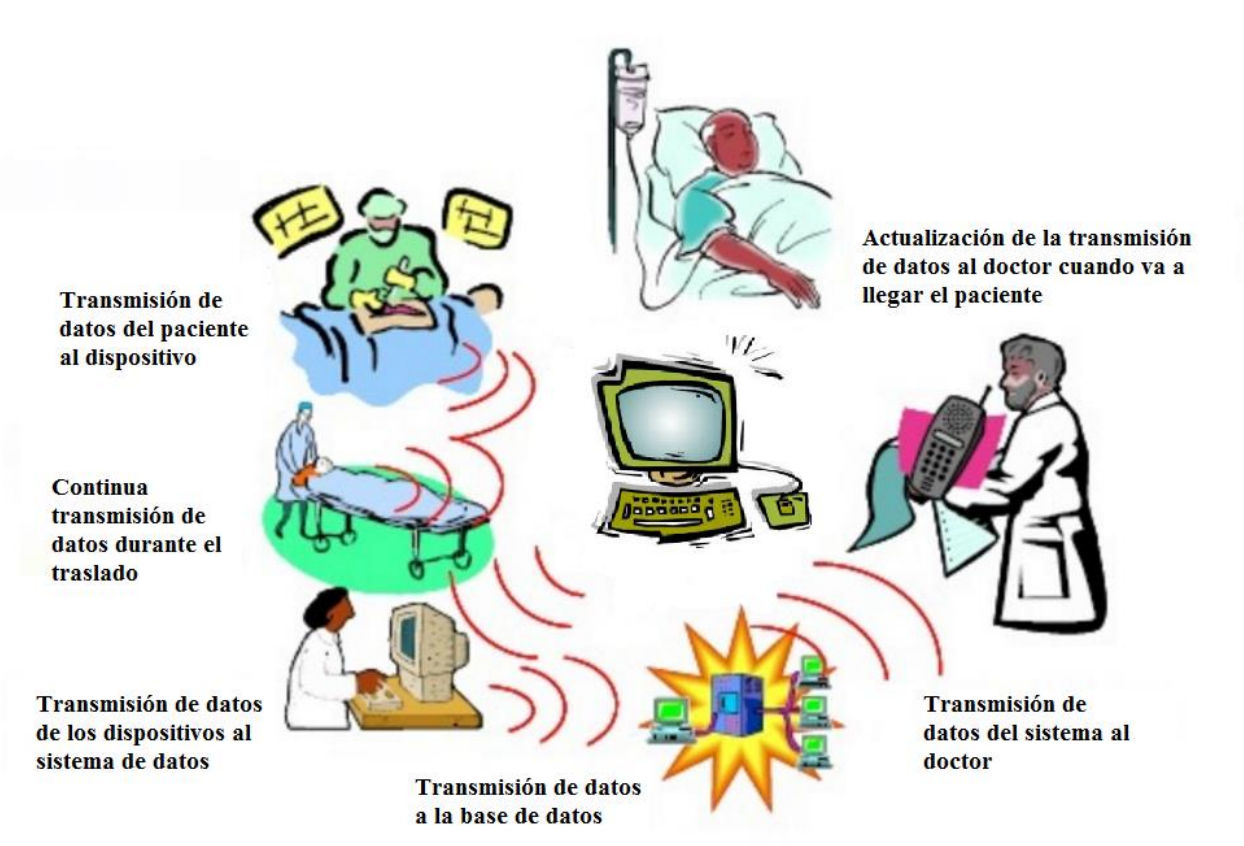 Actualización de la transmisión
de datos al doctor cuando va a
llegar el paciente
Transmisión de
datos del paciente
al dispositivo
Continua
transmisión de
datos durante el
traslado
Transmisión de datos
de los dispositivos al
sistema de datos
Transmisión de datos
a la base de datos
Transmisión de
datos del sistema al
doctor